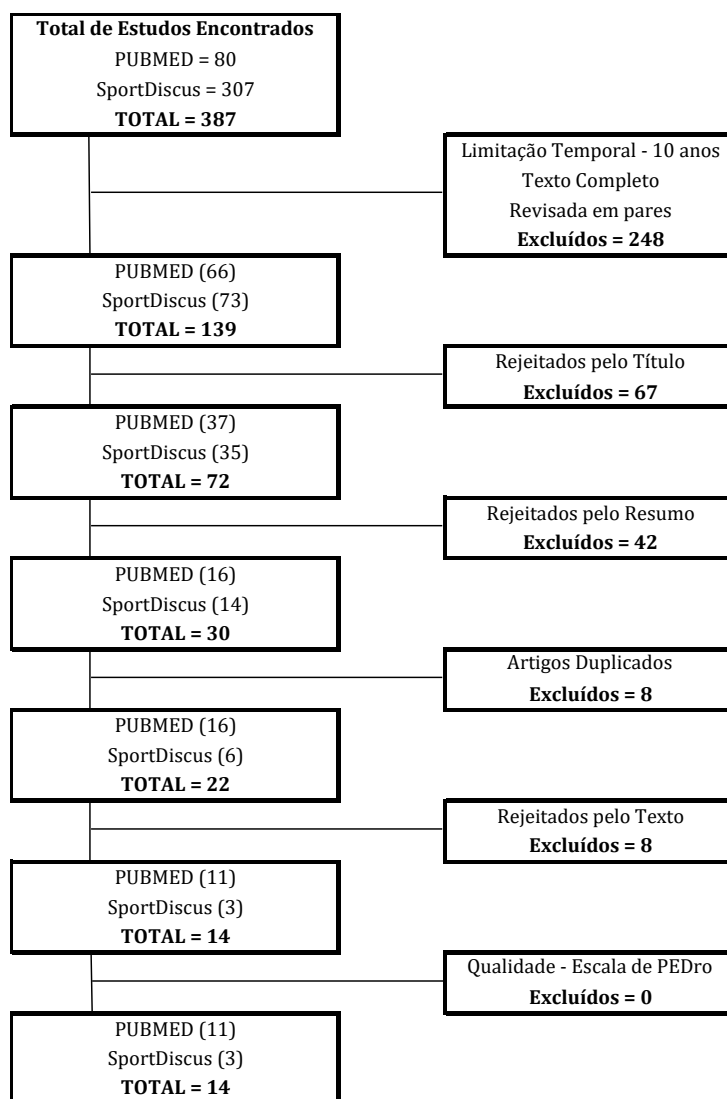 Total de Estudos Encontrados
PUBMED = 80
SportDiscus = 307
TOTAL = 387
Limitação Temporal - 10 anos
Texto Completo
Revisada em pares
Excluídos = 248
PUBMED (66)
SportDiscus (73)
TOTAL = 139
Rejeitados pelo Título
Excluídos = 67
PUBMED (37)
SportDiscus (35)
TOTAL = 72
Rejeitados pelo Resumo
Excluídos = 42
PUBMED (16)
SportDiscus (14)
TOTAL = 30
Artigos Duplicados
Excluídos = 8
PUBMED (16)
SportDiscus (6)
TOTAL = 22
Rejeitados pelo Texto
Excluídos = 8
PUBMED (11)
SportDiscus (3)
TOTAL = 14
Qualidade - Escala de PEDro
Excluídos = 0
PUBMED (11)
SportDiscus (3)
TOTAL = 14